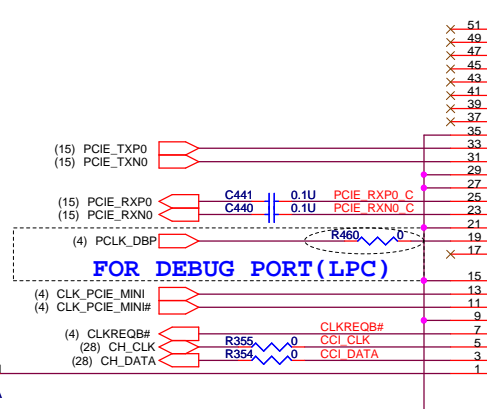 51
49
47
45
43
41
39
37
35
(15) PCIE_TXP0 33
(15) PCIE_TXN0 31
29
27
(15) PCIE_RXP0 C441 0.1U PCIE_RXP0_C 25
(15) PCIE_RXN0 C440 0.1U PCIE_RXN0_C 23
21
(4) PCLK_DBP R460 0 19
17
FOR DEBUG PORT(LPC)
15
(4) CLK_PCIE_MINI 13
(4) CLK_PCIE_MINI# 11
9
(4) CLKREQB# CLKREQB# 7
(28) CH_CLK R355 0 CCI_CLK 5
(28) CH_DATA R354 0 CCI_DATA 3
1